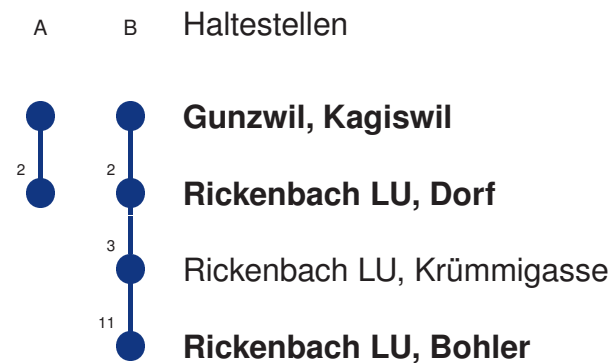 A B Haltestellen
Gunzwil, Kagiswil
2 2 Rickenbach LU, Dorf
3 Rickenbach LU, Krümmigasse
11 Rickenbach LU, Bohler